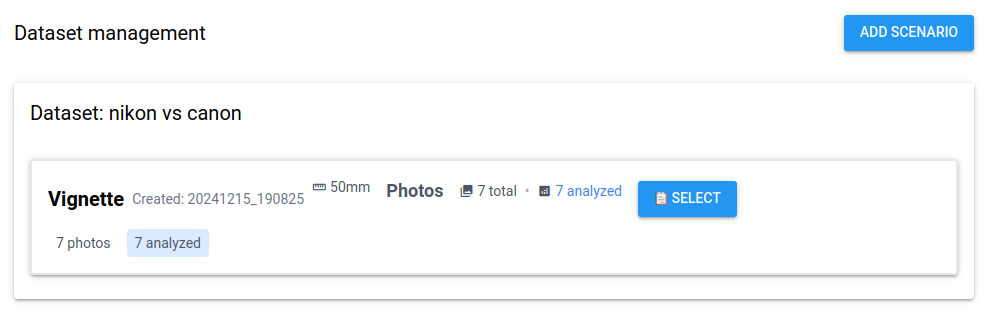 Dataset management
ADD SCENARIO
Dataset: nikon vs canon
Vignette Created: 20241215_190825 50mm Photos 7 total • 7 analyzed SELECT
7 photos 7 analyzed